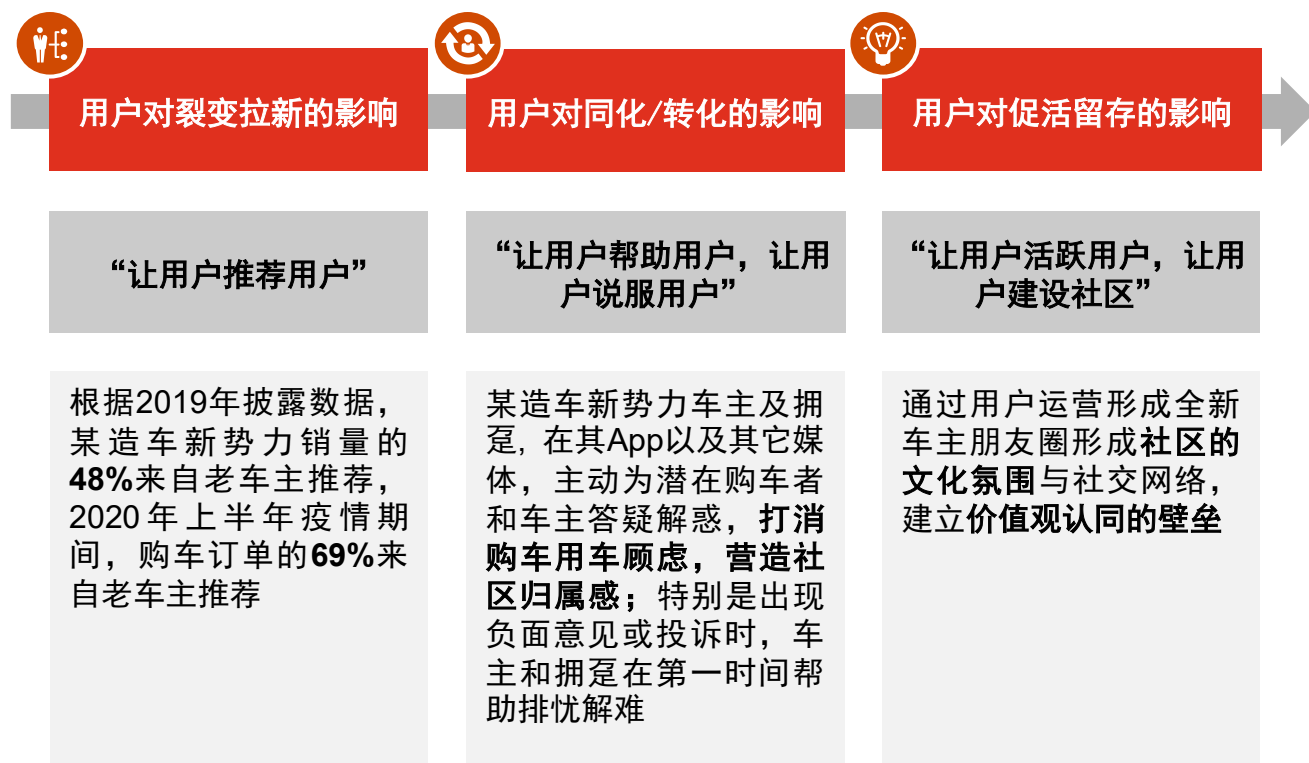 用户对裂变拉新的影响
用户对同化/转化的影响
用户对促活留存的影响
“让用户推荐用户”
“让用户帮助用户，让用
户说服用户”
“让用户活跃用户，让用
户建设社区”
根据2019年披露数据，
某造车新势力销量的
48%来自老车主推荐，
2020年上半年疫情期
间，购车订单的69%来
自老车主推荐
某造车新势力车主及拥
趸, 在其App以及其它媒
体，主动为潜在购车者
和车主答疑解惑，打消
购车用车顾虑，营造社
区归属感；特别是出现
负面意见或投诉时，车
主和拥趸在第一时间帮
助排忧解难
通过用户运营形成全新
车主朋友圈形成社区的
文化氛围与社交网络，
建立价值观认同的壁垒